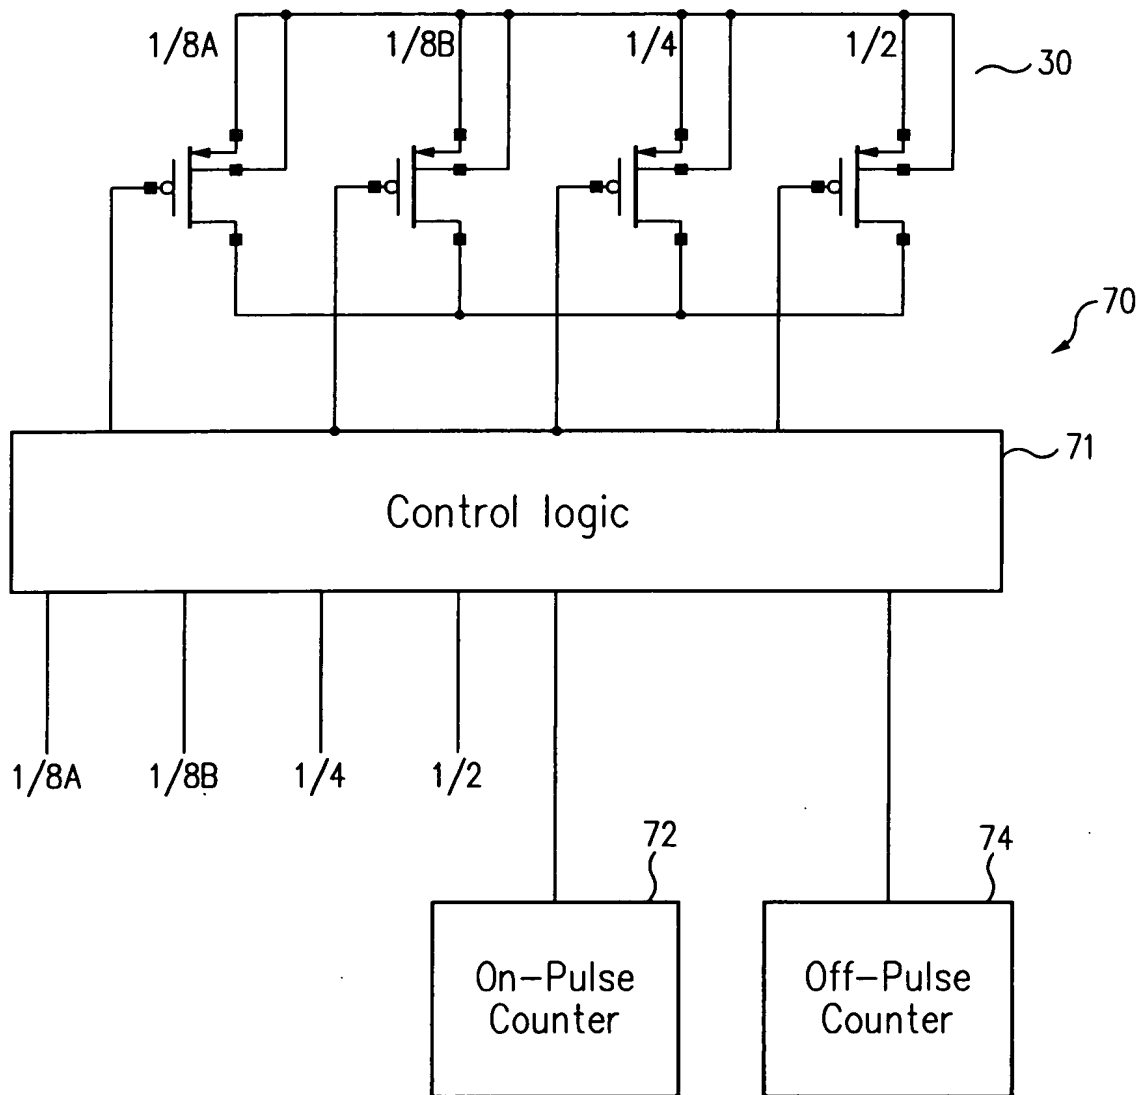 1/8A 1/8B 1/4 1/2
30
70
71
Control logic
1/8A 1/8B 1/4 1/2
72
74
On-Pulse
Counter
Off-Pulse
Counter